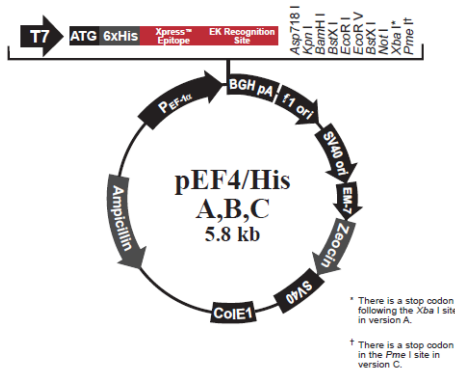 T7
ATG
6xHis
Xpress™ Epitope
EK Recognition Site
Asp718 I
Kpn I
BamH I
BstX I
EcoR I
EcoR V
BstX I
Not I
Xba I*
Pme I†
PEF-1α
BGH pA
f1 ori
SV40 ori
EM-7
Zeocin
SV40
ColE1
Ampicillin
pEF4/His
A,B,C
5.8 kb
* There is a stop codon
following the Xba I site
in version A.
† There is a stop codon
in the Pme I site in
version C.